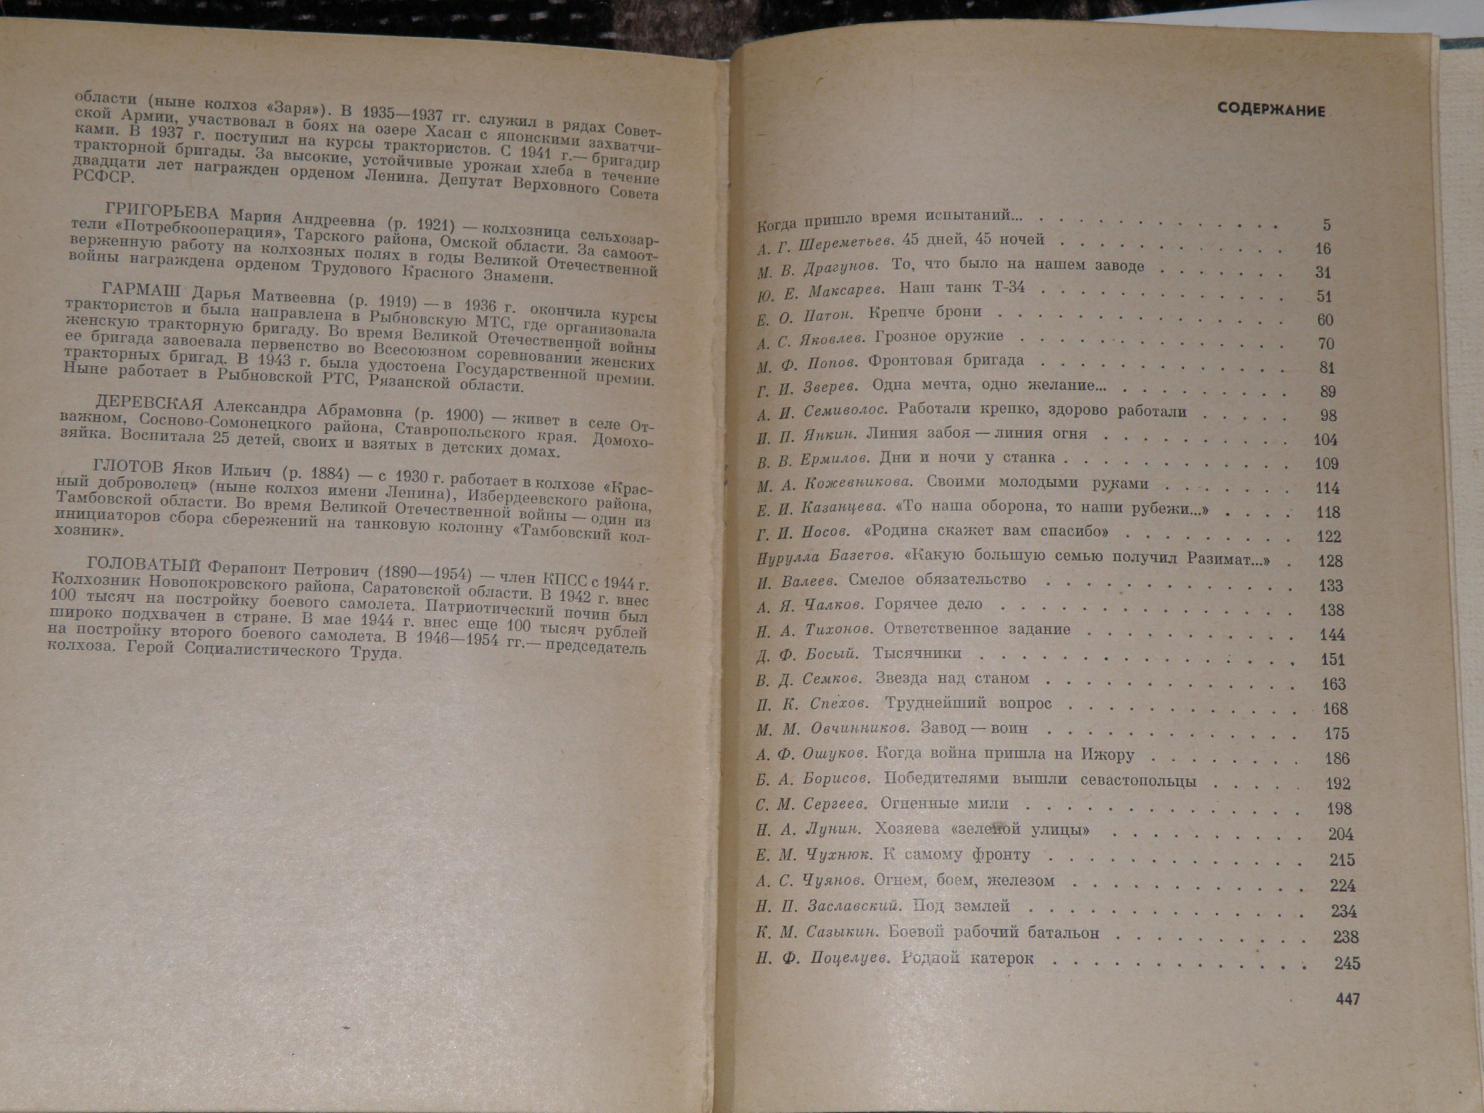 области (ныне колхоз «Заря»). В 1935—1937 гг. служил в рядах Совет-
ской Армии, участвовал в боях на озере Хасан с японскими захватчи-
ками. В 1937 г. поступил на курсы трактористов. С 1941 г.— бригадир
тракторной бригады. За высокие, устойчивые урожаи хлеба в течение
двадцати лет награжден орденом Ленина. Депутат Верховного Совета
РСФСР.
ГРИГОРЬЕВА Мария Андреевна (р. 1921) — колхозница сельхозар-
тели «Потребкооперация», Тарского района, Омской области. За самоот-
верженную работу на колхозных полях в годы Великой Отечественной
войны награждена орденом Трудового Красного Знамени.
ГАРМАШ Дарья Матвеевна (р. 1919) — в 1936 г. окончила курсы
трактористов и была направлена в Рыбновскую МТС, где организовала
женскую тракторную бригаду. Во время Великой Отечественной войны
ее бригада завоевала первенство во Всесоюзном соревновании женских
тракторных бригад. В 1943 г. была удостоена Государственной премии.
Ныне работает в Рыбновской РТС, Рязанской области.
ДЕРЕВСКАЯ Александра Абрамовна (р. 1900) — живет в селе От-
важном, Сосново-Сомонецкого района, Ставропольского края. Домохо-
зяйка. Воспитала 25 детей, своих и взятых в детских домах.
ГЛОТОВ Яков Ильич (р. 1884) — с 1930 г. работает в колхозе «Крас-
ный доброволец» (ныне колхоз имени Ленина), Избердеевского района,
Тамбовской области. Во время Великой Отечественной войны — один из
инициаторов сбора сбережений на танковую колонну «Тамбовский кол-
хозник».
ГОЛОВАТЫЙ Ферапонт Петрович (1890—1954) — член КПСС с 1944 г.
Колхозник Новопокровского района, Саратовской области. В 1942 г. внес
100 тысяч на постройку боевого самолета. Патриотический почин был
широко подхвачен в стране. В мае 1944 г. внес еще 100 тысяч рублей
на постройку второго боевого самолета. В 1946—1954 гг.— председатель
колхоза. Герой Социалистического Труда.
СОДЕРЖАНИЕ
Когда пришло время испытаний... . . . . . . . . . . 5
А. Г. Шереметьев. 45 дней, 45 ночей . . . . . . . . . . 16
М. В. Драгунов. То, что было на нашем заводе . . . . . . 31
Ю. Е. Максарев. Наш танк Т-34 . . . . . . . . . . 51
Е. О. Патон. Крепче брони . . . . . . . . . . . . 60
А. С. Яковлев. Грозное оружие . . . . . . . . . . . 70
М. Ф. Попов. Фронтовая бригада . . . . . . . . . . 81
Г. И. Зверев. Одна мечта, одно желание... . . . . . . . 89
А. И. Семиволос. Работали крепко, здорово работали . . . . . 98
И. П. Янкин. Линия забоя — линия огня . . . . . . . . 104
В. В. Ермилов. Дни и ночи у станка . . . . . . . . . 109
М. А. Кожевникова. Своими молодыми руками . . . . . . . 114
Е. И. Казанцева. «То наша оборона, то наши рубежи...» . . . . 118
Г. И. Носов. «Родина скажет вам спасибо» . . . . . . . 122
Нурулла Базетов. «Какую большую семью получил Разимат...» . 128
И. Валеев. Смелое обязательство . . . . . . . . . . 133
А. Я. Чалков. Горячее дело . . . . . . . . . . . . 138
Н. А. Тихонов. Ответственное задание . . . . . . . . 144
Д. Ф. Босый. Тысячники . . . . . . . . . . . . 151
В. Д. Семков. Звезда над станом . . . . . . . . . . 163
П. К. Спехов. Труднейший вопрос . . . . . . . . . 168
М. М. Овчинников. Завод — воин . . . . . . . . . . 175
А. Ф. Ошуков. Когда война пришла на Ижору . . . . . . 186
Б. А. Борисов. Победителями вышли севастопольцы . . . . . 192
С. М. Сергеев. Огненные мили . . . . . . . . . . . 198
Н. А. Лунин. Хозяева «зеленой улицы» . . . . . . . . 204
Е. М. Чухнюк. К самому фронту . . . . . . . . . . 215
А. С. Чуянов. Огнем, боем, железом . . . . . . . . . 224
Н. П. Заславский. Под землей . . . . . . . . . . . 234
К. М. Сазыкин. Боевой рабочий батальон . . . . . . . . 238
Н. Ф. Поцелуев. Родной катерок . . . . . . . . . . 245
447